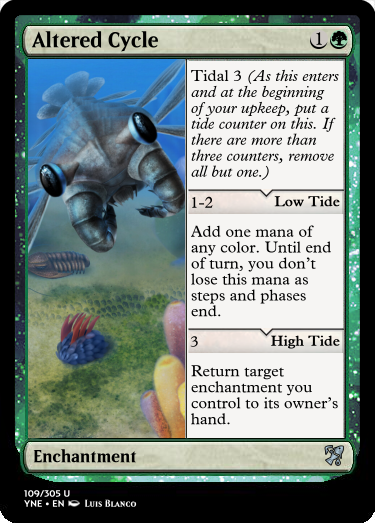 Altered Cycle 1
Tidal 3 (As this enters
and at the beginning
of your upkeep, put a
tide counter on this. If
there are more than
three counters, remove
all but one.)
1-2 Low Tide
Add one mana of
any color. Until end
of turn, you don't
lose this mana as
steps and phases
end.
3 High Tide
Return target
enchantment you
control to its owner's
hand.
Enchantment
109/305 U
YNE • EN Luis Blanco